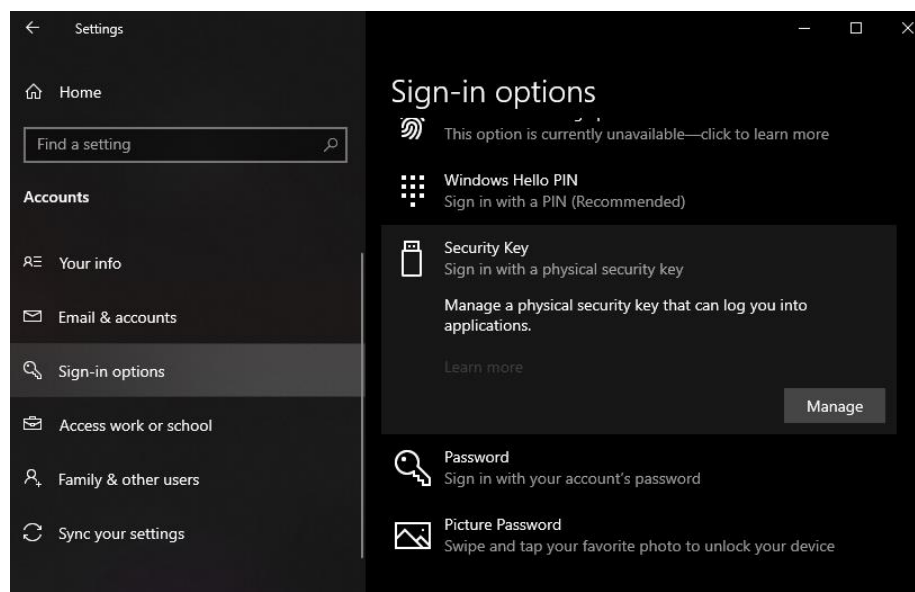 Settings
Home
Find a setting
Accounts
Your info
Email & accounts
Sign-in options
Access work or school
Family & other users
Sync your settings
Sign-in options
This option is currently unavailable—click to learn more
Windows Hello PIN
Sign in with a PIN (Recommended)
Security Key
Sign in with a physical security key
Manage a physical security key that can log you into
applications.
Learn more
Manage
Password
Sign in with your account's password
Picture Password
Swipe and tap your favorite photo to unlock your device